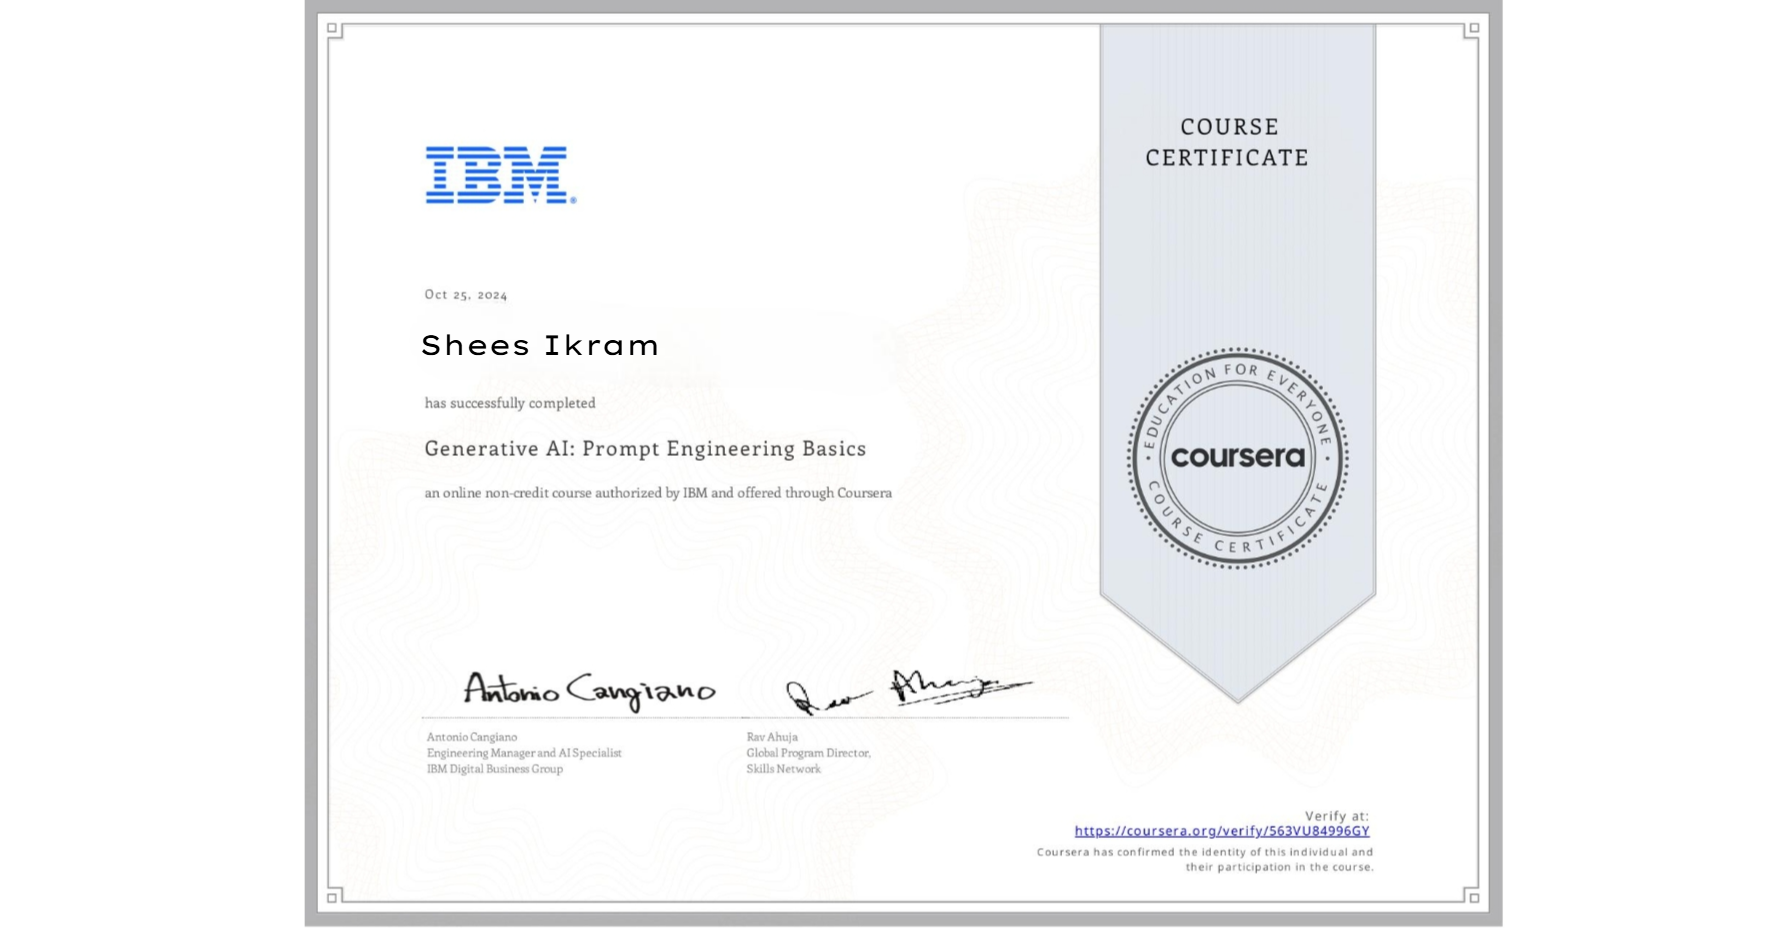 COURSE
CERTIFICATE
IBM®
Oct 25, 2024
Shees Ikram
has successfully completed
Generative AI: Prompt Engineering Basics
an online non-credit course authorized by IBM and offered through Coursera
EDUCATION FOR EVERYONE
coursera
COURSE CERTIFICATE
Antonio Cangiano
Rav Ahuja
Antonio Cangiano
Engineering Manager and AI Specialist
IBM Digital Business Group
Rav Ahuja
Global Program Director,
Skills Network
Verify at:
https://coursera.org/verify/563VU84996GY
Coursera has confirmed the identity of this individual and
their participation in the course.